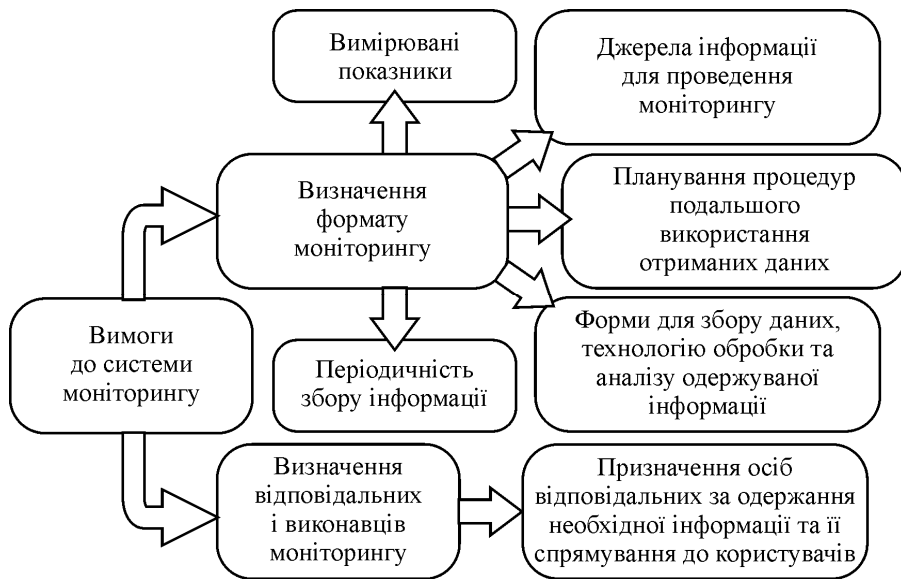 Вимірювані
показники
Джерела інформації
для проведення
моніторингу
Визначення
формату
моніторингу
Планування процедур
подальшого
використання
отриманих даних
Вимоги
до системи
моніторингу
Періодичність
збору інформації
Форми для збору даних,
технологію обробки та
аналізу одержуваної
інформації
Визначення
відповідальних
і виконавців
моніторингу
Призначення осіб
відповідальних за одержання
необхідної інформації та її
спрямування до користувачів